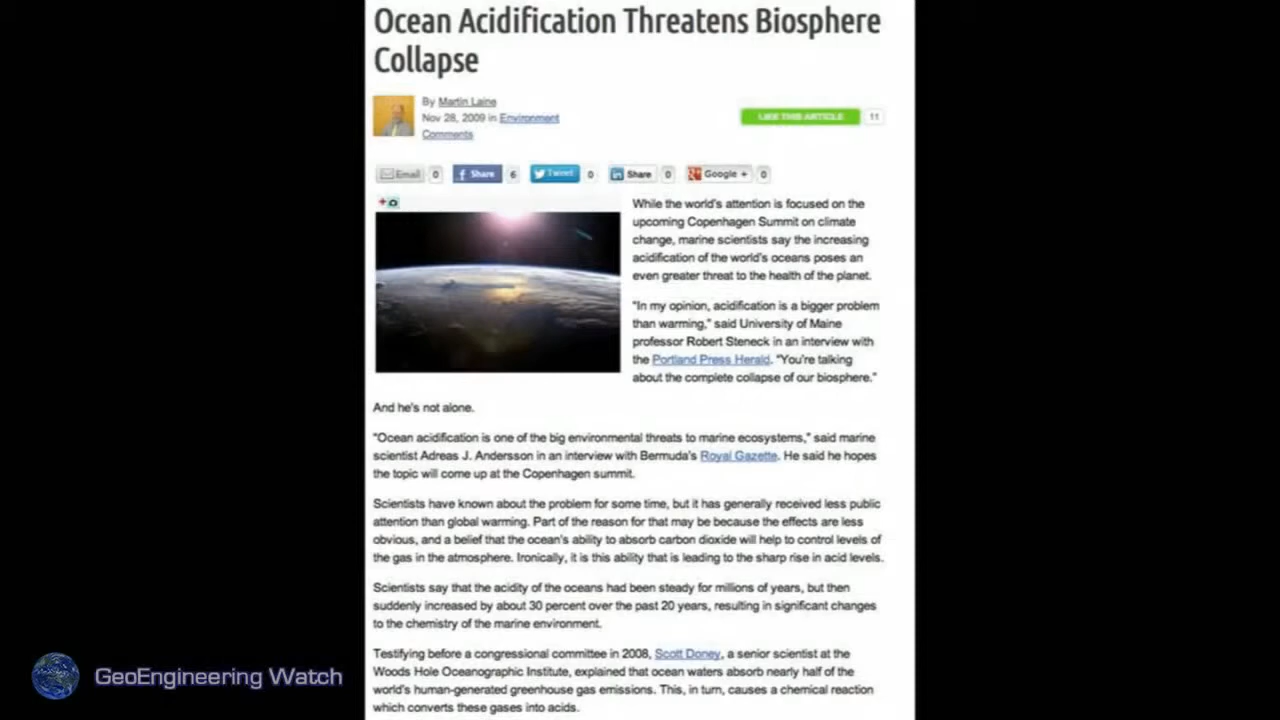 Ocean Acidification Threatens Biosphere
Collapse
By Martin Laine
Nov 28, 2009 in Environment
Comments
LIKE THIS ARTICLE 11
Email 0 Share 6 Tweet 0 Share 0 Google + 0
While the world's attention is focused on the
upcoming Copenhagen Summit on climate
change, marine scientists say the increasing
acidification of the world's oceans poses an
even greater threat to the health of the planet.
"In my opinion, acidification is a bigger problem
than warming," said University of Maine
professor Robert Steneck in an interview with
the Portland Press Herald. "You're talking
about the complete collapse of our biosphere."
And he's not alone.
"Ocean acidification is one of the big environmental threats to marine ecosystems," said marine
scientist Adreas J. Andersson in an interview with Bermuda's Royal Gazette. He said he hopes
the topic will come up at the Copenhagen summit.
Scientists have known about the problem for some time, but it has generally received less public
attention than global warming. Part of the reason for that may be because the effects are less
obvious, and a belief that the ocean's ability to absorb carbon dioxide will help to control levels of
the gas in the atmosphere. Ironically, it is this ability that is leading to the sharp rise in acid levels.
Scientists say that the acidity of the oceans had been steady for millions of years, but then
suddenly increased by about 30 percent over the past 20 years, resulting in significant changes
to the chemistry of the marine environment.
Testifying before a congressional committee in 2008, Scott Doney, a senior scientist at the
Woods Hole Oceanographic Institute, explained that ocean waters absorb nearly half of the
world's human-generated greenhouse gas emissions. This, in turn, causes a chemical reaction
which converts these gases into acids.
GeoEngineering Watch